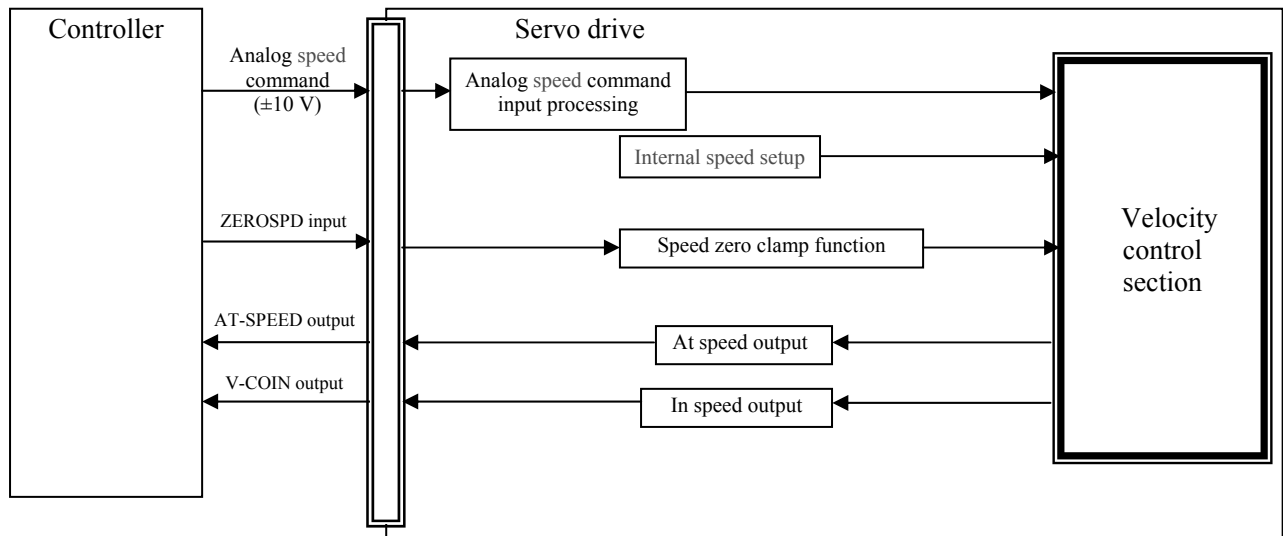 Controller
Servo drive
Analog speed
command
(±10 V)
Analog speed command
input processing
Internal speed setup
ZEROSPD input
Speed zero clamp function
Velocity
control
section
AT-SPEED output
At speed output
V-COIN output
In speed output